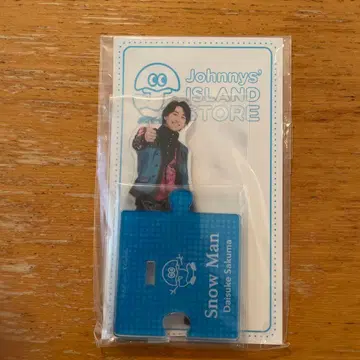 Johnnys'
ISLAND
STORE
Snow Man
Daisuke Sakuma